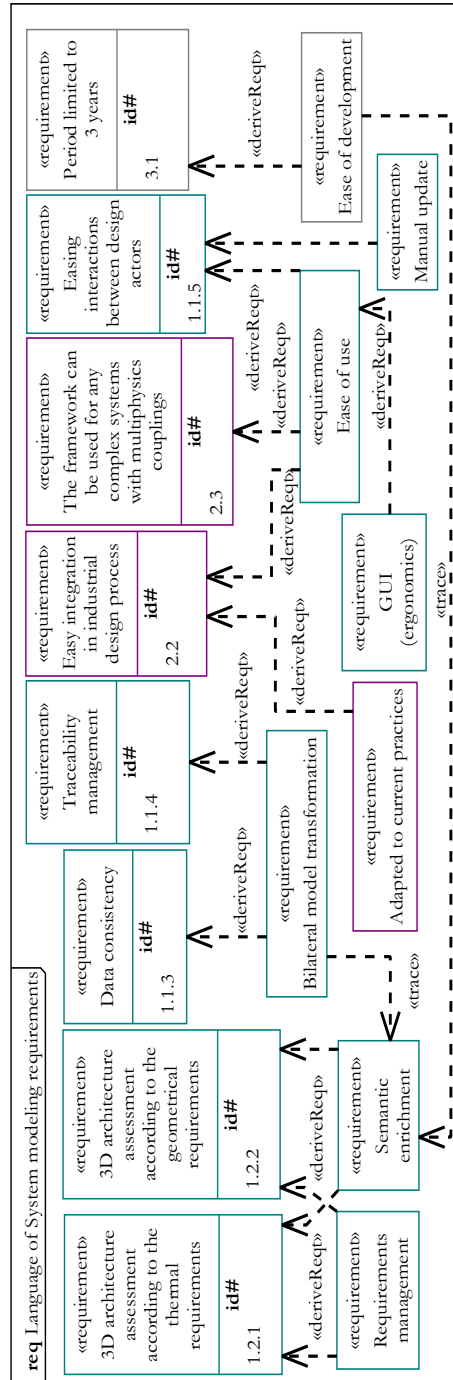 req Language of System modeling requirements
«requirement»
3D architecture
assessment
according to the
thermal
requirements
id#
1.2.1
«requirement»
3D architecture
assessment
according to the
geometrical
requirements
id#
1.2.2
«requirement»
Data consistency
id#
1.1.3
«requirement»
Traceability
management
id#
1.1.4
«requirement»
Easy integration
in industrial
design process
id#
2.2
«requirement»
The framework can
be used for any
complex systems
with multiphysics
couplings
id#
2.3
«requirement»
Easing
interactions
between design
actors
id#
1.1.5
«requirement»
Period limited to
3 years
id#
3.1
«deriveReqt»
«deriveReqt»
«deriveReqt»
«deriveReqt»
«deriveReqt»
«deriveReqt»
«deriveReqt»
«deriveReqt»
«deriveReqt»
«deriveReqt»
«requirement»
Requirements
management
«requirement»
Semantic
enrichment
«trace»
«requirement»
Bilateral model transformation
«requirement»
Adapted to current practices
«requirement»
GUI
(ergonomics)
«requirement»
Ease of use
«requirement»
Manual update
«requirement»
Ease of development
«trace»